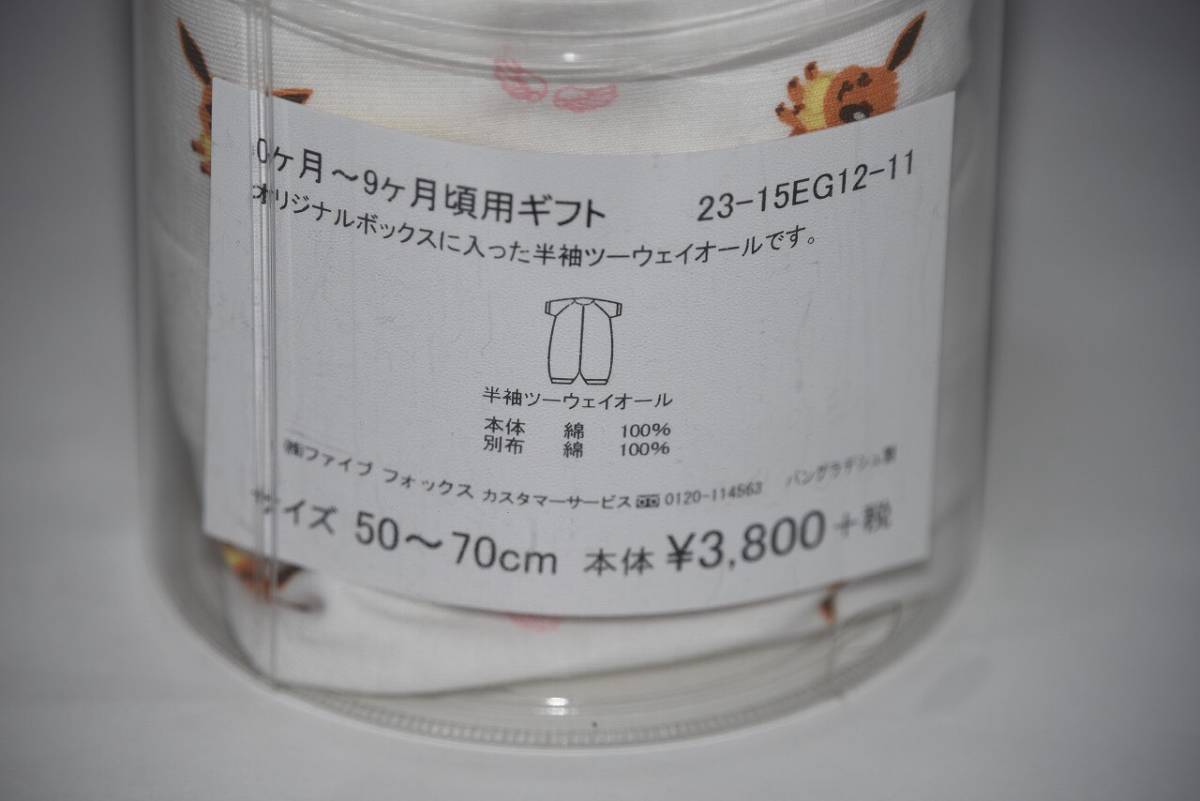 0ヶ月～9ヶ月頃用ギフト 23-15EG12-11
オリジナルボックスに入った半袖ツーウェイオールです。
半袖ツーウェイオール
本体 綿 100%
別布 綿 100%
㈱ファイブ フォックス カスタマーサービス 0120-114563 バングラデシュ製
サイズ 50～70cm 本体 ¥3,800+税